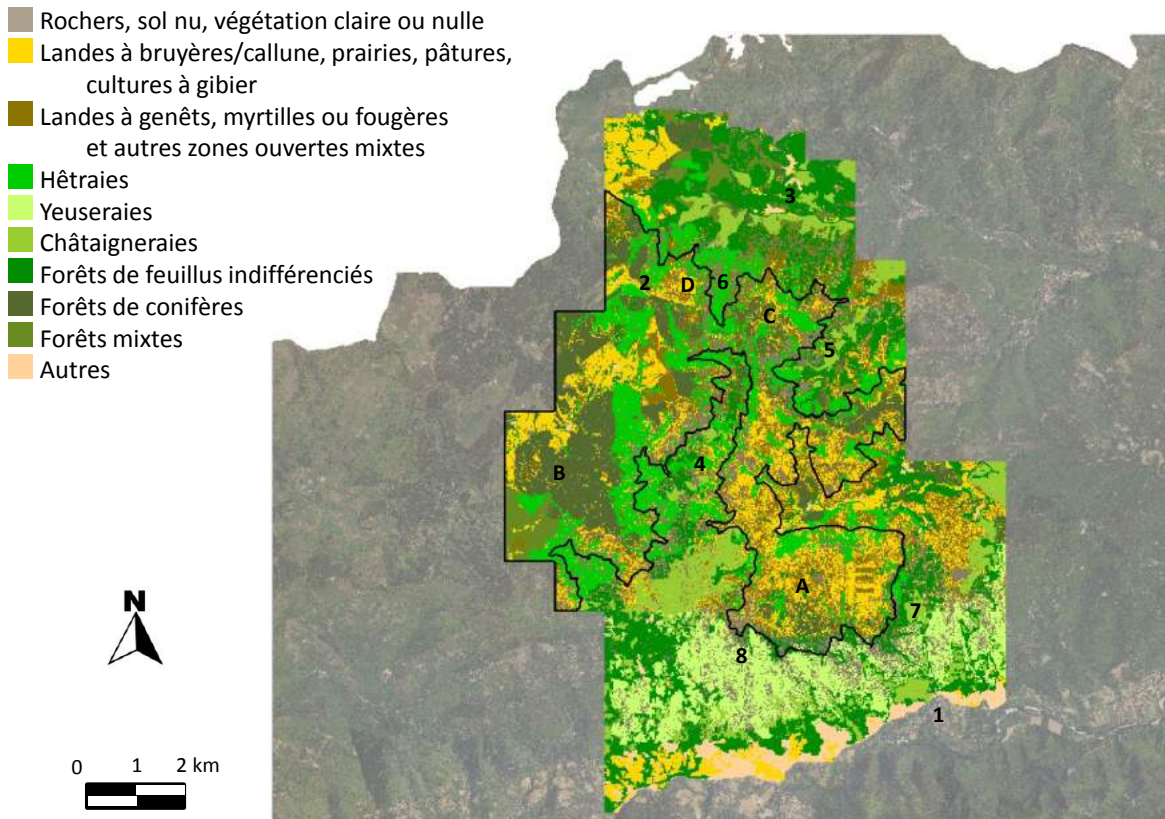 Rochers, sol nu, végétation claire ou nulle
Landes à bruyères/callune, prairies, pâtures,
cultures à gibier
Landes à genêts, myrtilles ou fougères
et autres zones ouvertes mixtes
Hêtraies
Yeuseraies
Châtaigneraies
Forêts de feuillus indifférenciés
Forêts de conifères
Forêts mixtes
Autres
3
2
D
6
C
5
4
B
A
7
8
1
N
0 1 2 km